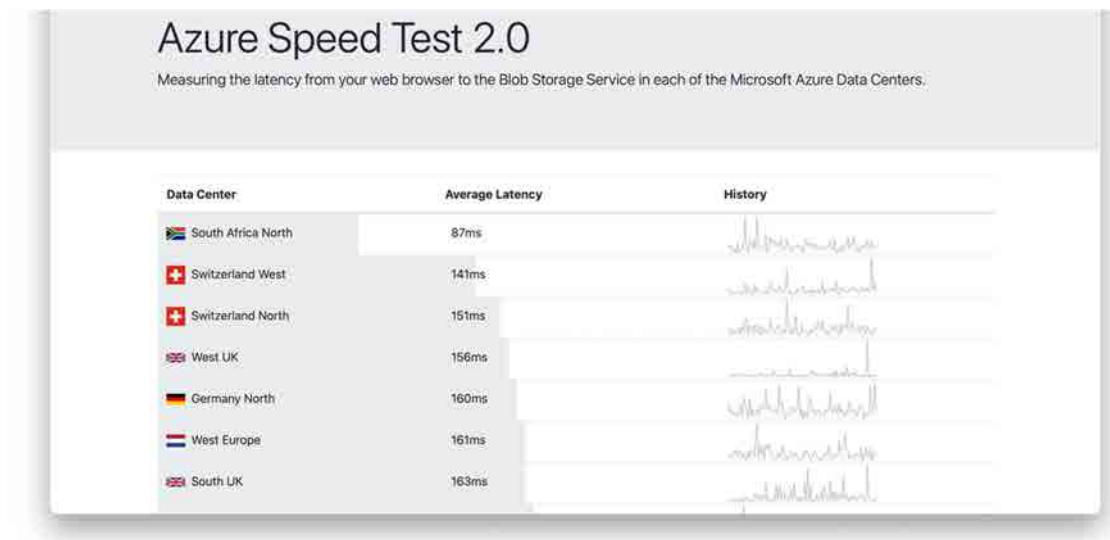 Azure Speed Test 2.0
Measuring the latency from your web browser to the Blob Storage Service in each of the Microsoft Azure Data Centers.
Data Center Average Latency History
South Africa North 87ms
Switzerland West 141ms
Switzerland North 151ms
West UK 156ms
Germany North 160ms
West Europe 161ms
South UK 163ms